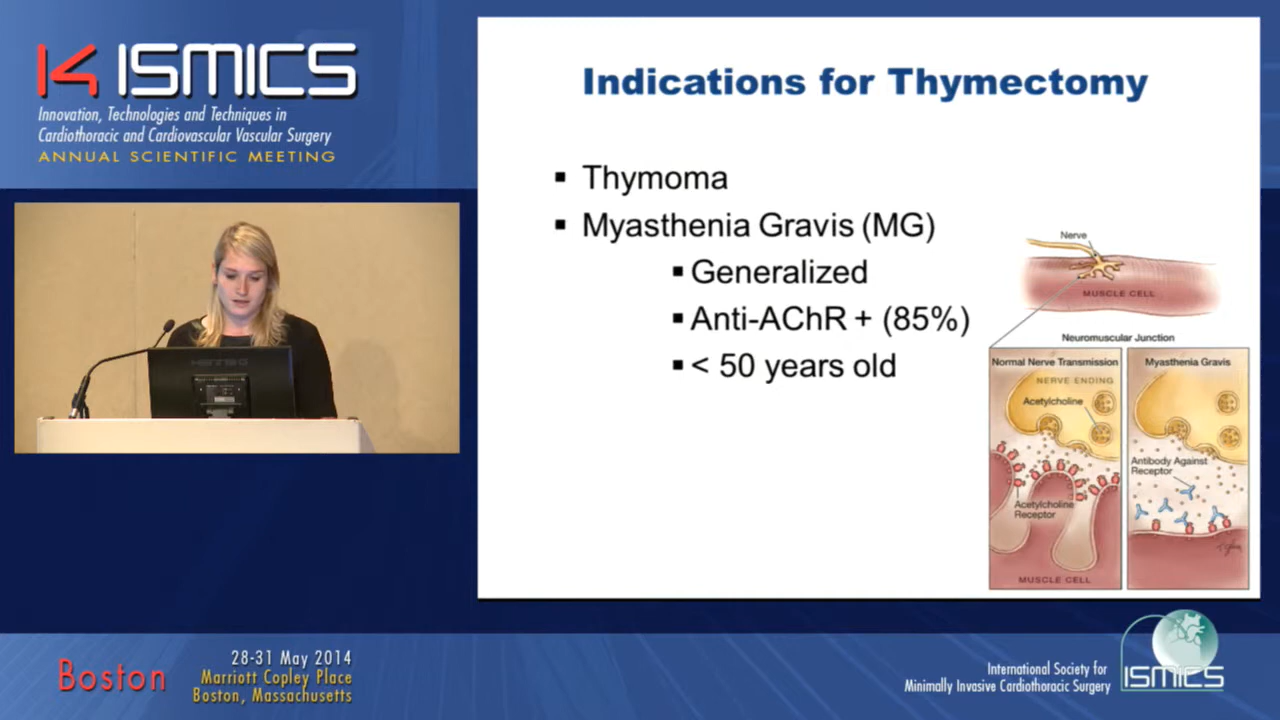 14 ISMICS
Innovation, Technologies and Techniques in
Cardiothoracic and Cardiovascular Vascular Surgery
ANNUAL SCIENTIFIC MEETING
Indications for Thymectomy
▪ Thymoma
▪ Myasthenia Gravis (MG)
▪ Generalized
▪ Anti-AChR + (85%)
▪ < 50 years old
Nerve
MUSCLE CELL
Neuromuscular Junction
Normal Nerve Transmission
NERVE ENDING
Acetylcholine
Acetylcholine
Receptor
MUSCLE CELL
Myasthenia Gravis
Antibody Against
Receptor
Boston
28-31 May 2014
Marriott Copley Place
Boston, Massachusetts
International Society for
Minimally Invasive Cardiothoracic Surgery
ISMICS